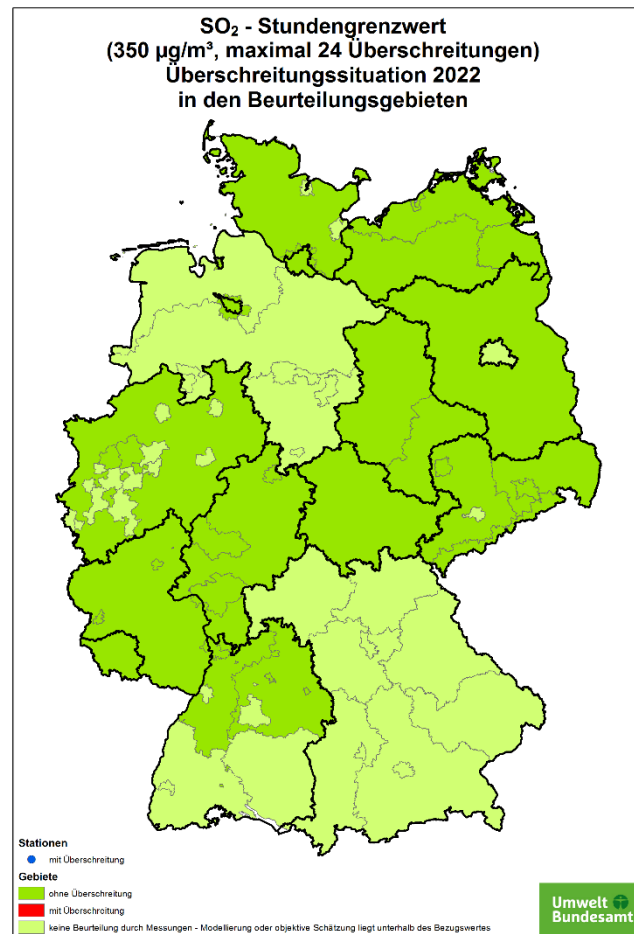 SO₂ - Stundengrenzwert
(350 µg/m³, maximal 24 Überschreitungen)
Überschreitungssituation 2022
in den Beurteilungsgebieten
Stationen
mit Überschreitung
Gebiete
ohne Überschreitung
mit Überschreitung
keine Beurteilung durch Messungen - Modellierung oder objektive Schätzung liegt unterhalb des Bezugswertes
Umwelt
Bundesamt